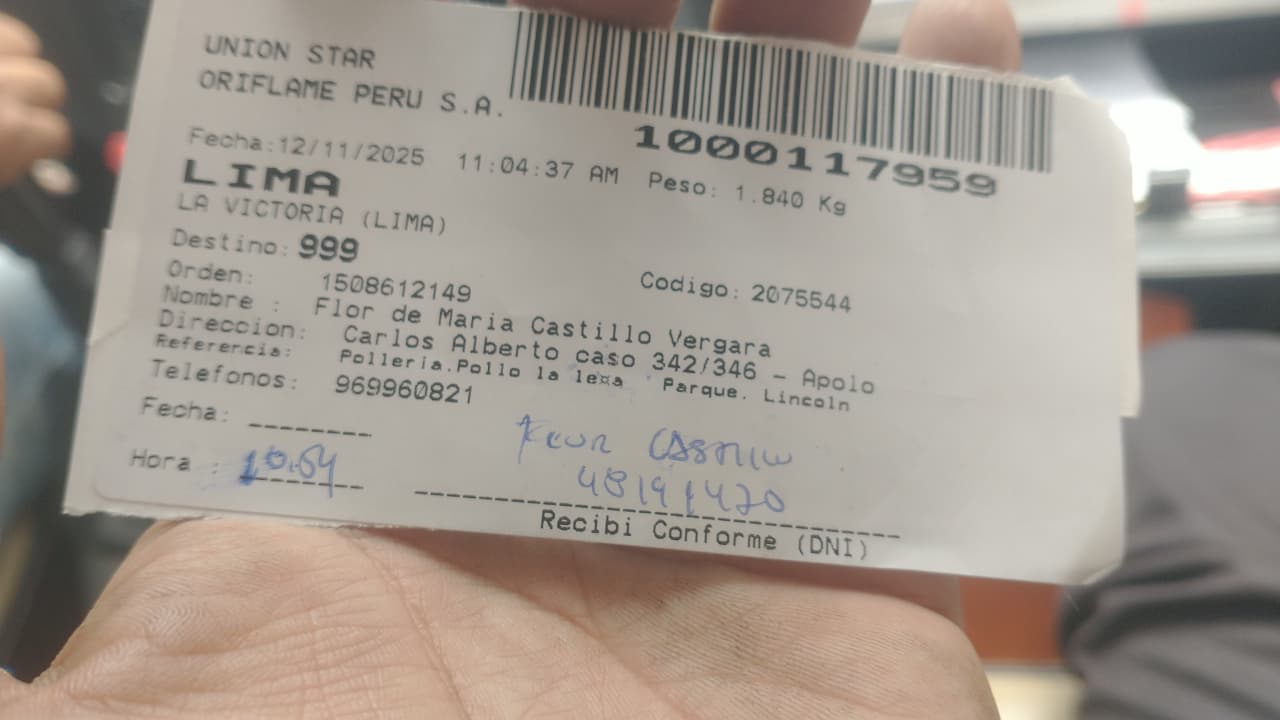 UNION STAR
ORIFLAME PERU S.A.
1000117959
Fecha:12/11/2025 11:04:37 AM Peso: 1.840 Kg
LIMA
LA VICTORIA (LIMA)
Destino: 999
Orden: 1508612149 Codigo: 2075544
Nombre : Flor de Maria Castillo Vergara
Direccion: Carlos Alberto caso 342/346 - Apolo
Referencia: Polleria.Pollo la Parque. Lincoln
Telefonos: 969960821
Fecha: --------
Hora : 10:54
48191420
Recibi Conforme (DNI)